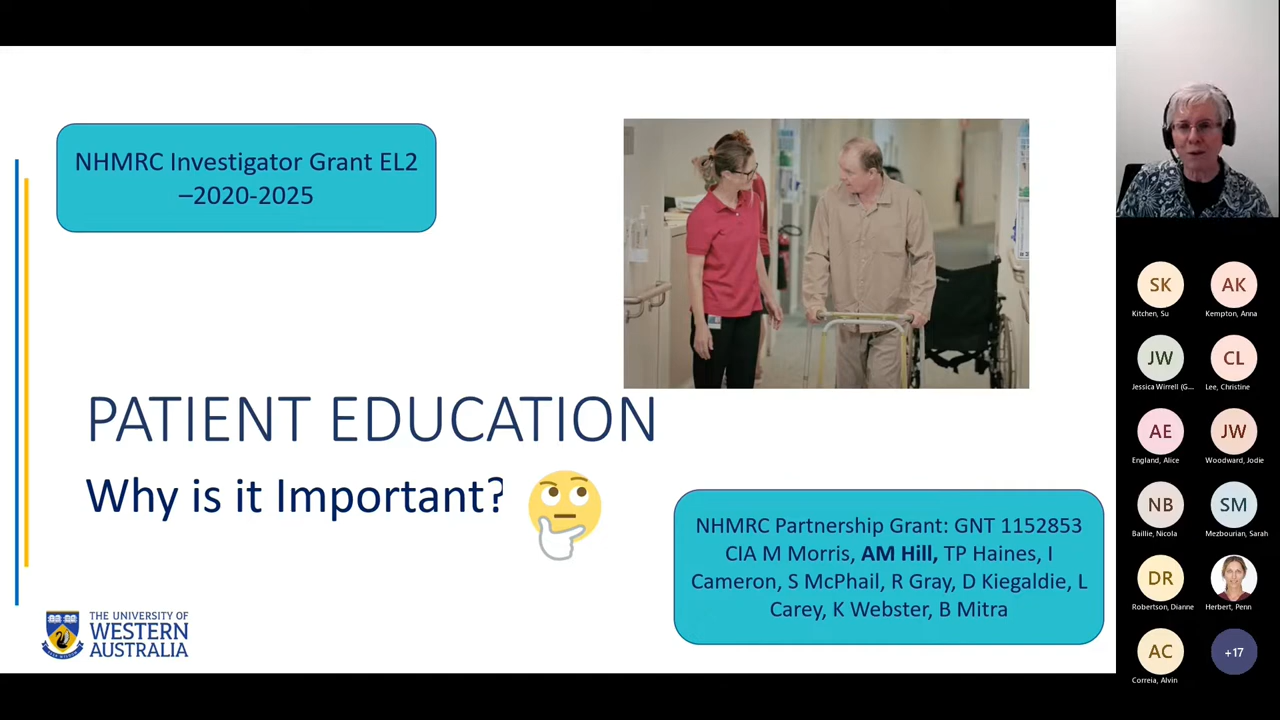 NHMRC Investigator Grant EL2
–2020-2025
PATIENT EDUCATION
Why is it Important?
NHMRC Partnership Grant: GNT 1152853
CIA M Morris, AM Hill, TP Haines, I
Cameron, S McPhail, R Gray, D Kiegaldie, L
Carey, K Webster, B Mitra
THE UNIVERSITY OF
WESTERN
AUSTRALIA
SK
Kitchen, Su
AK
Kempton, Anna
JW
Jessica Wirrell (G...
CL
Lee, Christine
AE
England, Alice
JW
Woodward, Jodie
NB
Baillie, Nicola
SM
Mezbourian, Sarah
DR
Robertson, Dianne
Herbert, Penn
AC
Correia, Alvin
+17